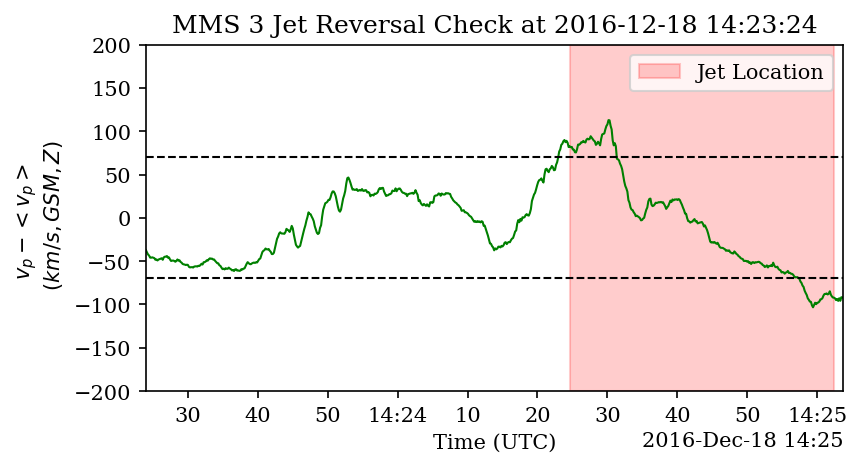 MMS 3 Jet Reversal Check at 2016-12-18 14:23:24
200
150
100
50
0
−50
−100
−150
−200
v_p − < v_p >
(km/s, GSM, Z)
Jet Location
30 40 50 14:24 10 20 30 40 50 14:25
Time (UTC)
2016-Dec-18 14:25